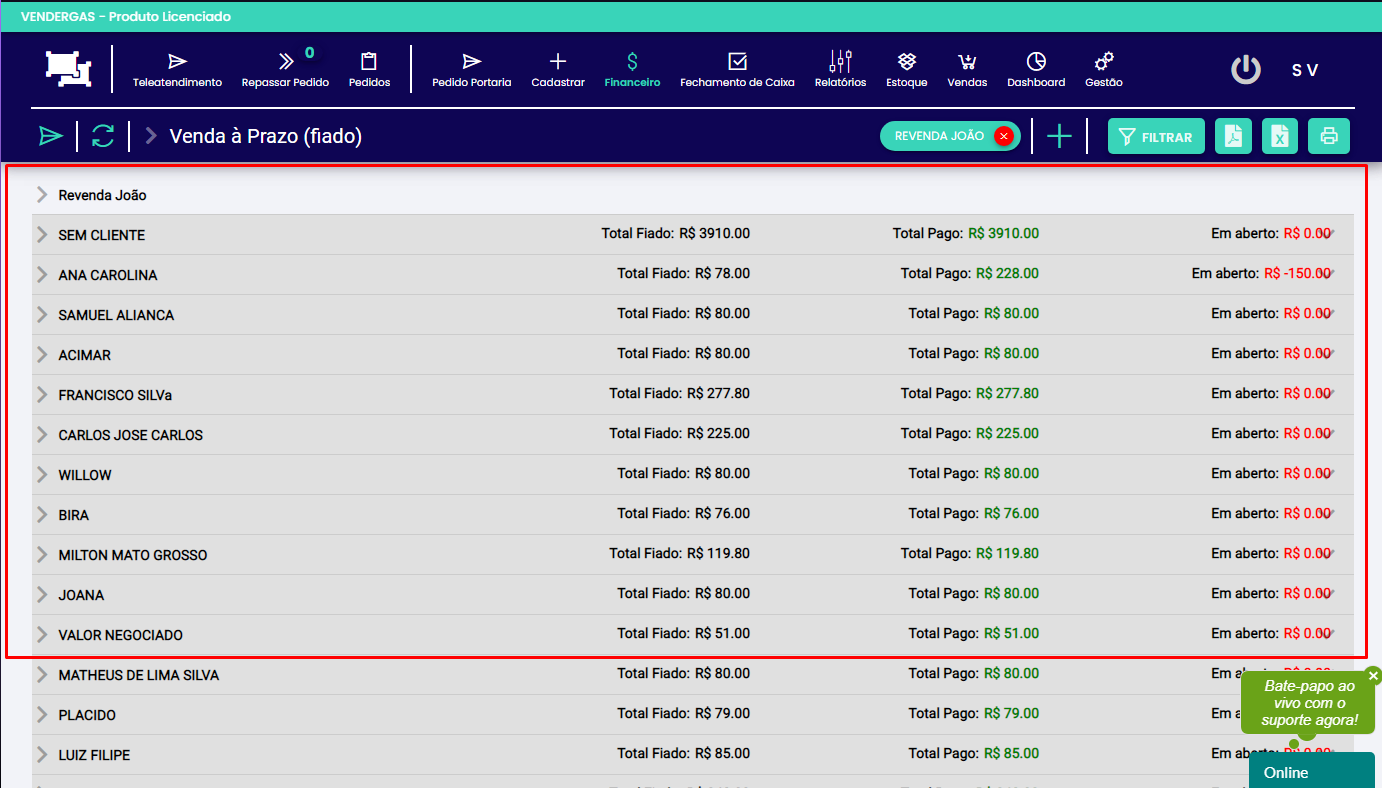 VENDERGAS - Produto Licenciado
Teleatendimento
Repassar Pedido
0
Pedidos
Pedido Portaria
Cadastrar
Financeiro
Fechamento de Caixa
Relatórios
Estoque
Vendas
Dashboard
Gestão
S V
Venda à Prazo (fiado)
REVENDA JOÃO
FILTRAR
Revenda João
SEM CLIENTE Total Fiado: R$ 3910.00 Total Pago: R$ 3910.00 Em aberto: R$ 0.00
ANA CAROLINA Total Fiado: R$ 78.00 Total Pago: R$ 228.00 Em aberto: R$ -150.00
SAMUEL ALIANCA Total Fiado: R$ 80.00 Total Pago: R$ 80.00 Em aberto: R$ 0.00
ACIMAR Total Fiado: R$ 80.00 Total Pago: R$ 80.00 Em aberto: R$ 0.00
FRANCISCO SILVa Total Fiado: R$ 277.80 Total Pago: R$ 277.80 Em aberto: R$ 0.00
CARLOS JOSE CARLOS Total Fiado: R$ 225.00 Total Pago: R$ 225.00 Em aberto: R$ 0.00
WILLOW Total Fiado: R$ 80.00 Total Pago: R$ 80.00 Em aberto: R$ 0.00
BIRA Total Fiado: R$ 76.00 Total Pago: R$ 76.00 Em aberto: R$ 0.00
MILTON MATO GROSSO Total Fiado: R$ 119.80 Total Pago: R$ 119.80 Em aberto: R$ 0.00
JOANA Total Fiado: R$ 80.00 Total Pago: R$ 80.00 Em aberto: R$ 0.00
VALOR NEGOCIADO Total Fiado: R$ 51.00 Total Pago: R$ 51.00 Em aberto: R$ 0.00
MATHEUS DE LIMA SILVA Total Fiado: R$ 80.00 Total Pago: R$ 80.00 Em
PLACIDO Total Fiado: R$ 79.00 Total Pago: R$ 79.00 Em
LUIZ FILIPE Total Fiado: R$ 85.00 Total Pago: R$ 85.00 Em
Bate-papo ao
vivo com o
suporte agora!
Online